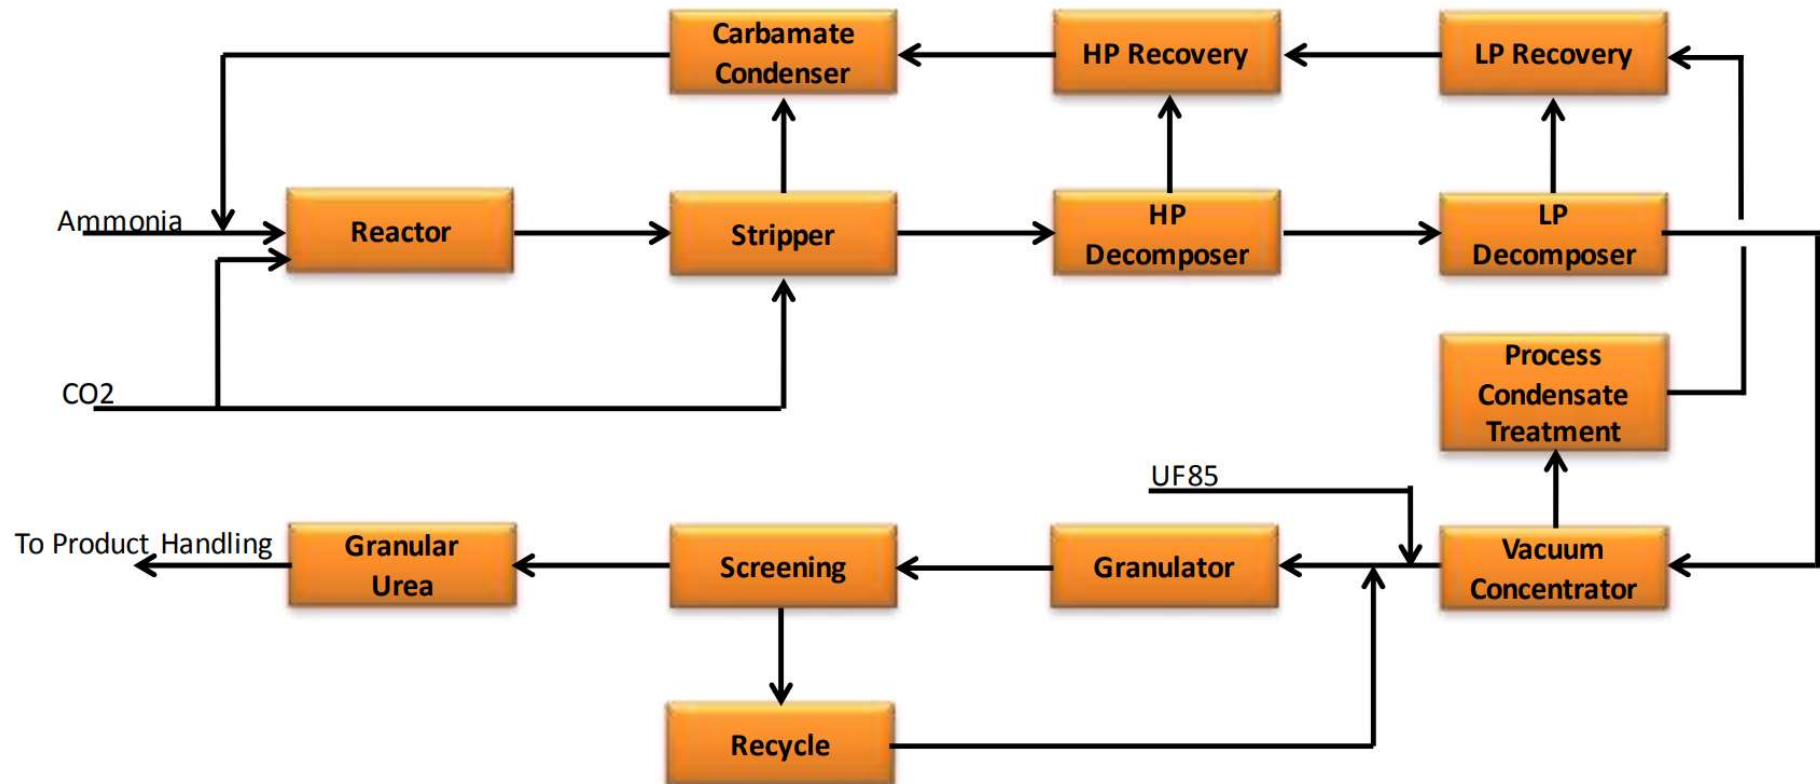 Carbamate
Condenser
HP Recovery
LP Recovery
Ammonia
Reactor
Stripper
HP
Decomposer
LP
Decomposer
CO2
Process
Condensate
Treatment
UF85
To Product Handling
Granular
Urea
Screening
Granulator
Vacuum
Concentrator
Recycle